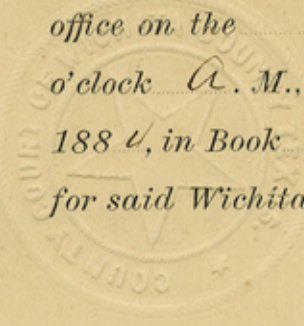 office on the
o'clock A. M.,
188 , in Book
for said Wichita